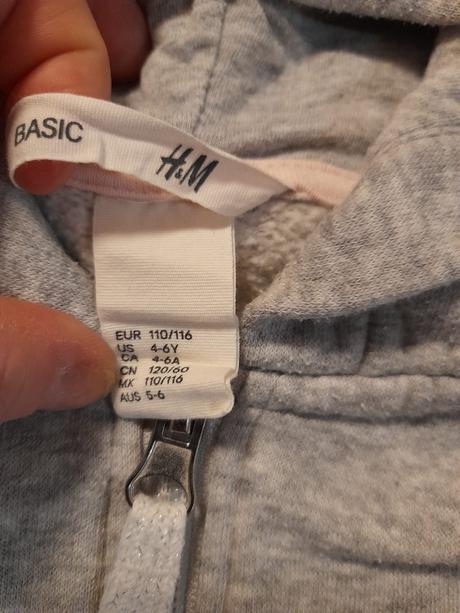 BASIC
H&M
EUR 110/116
US 4-6Y
CA 4-6A
CN 120/60
MX 110/116
AUS 5-6